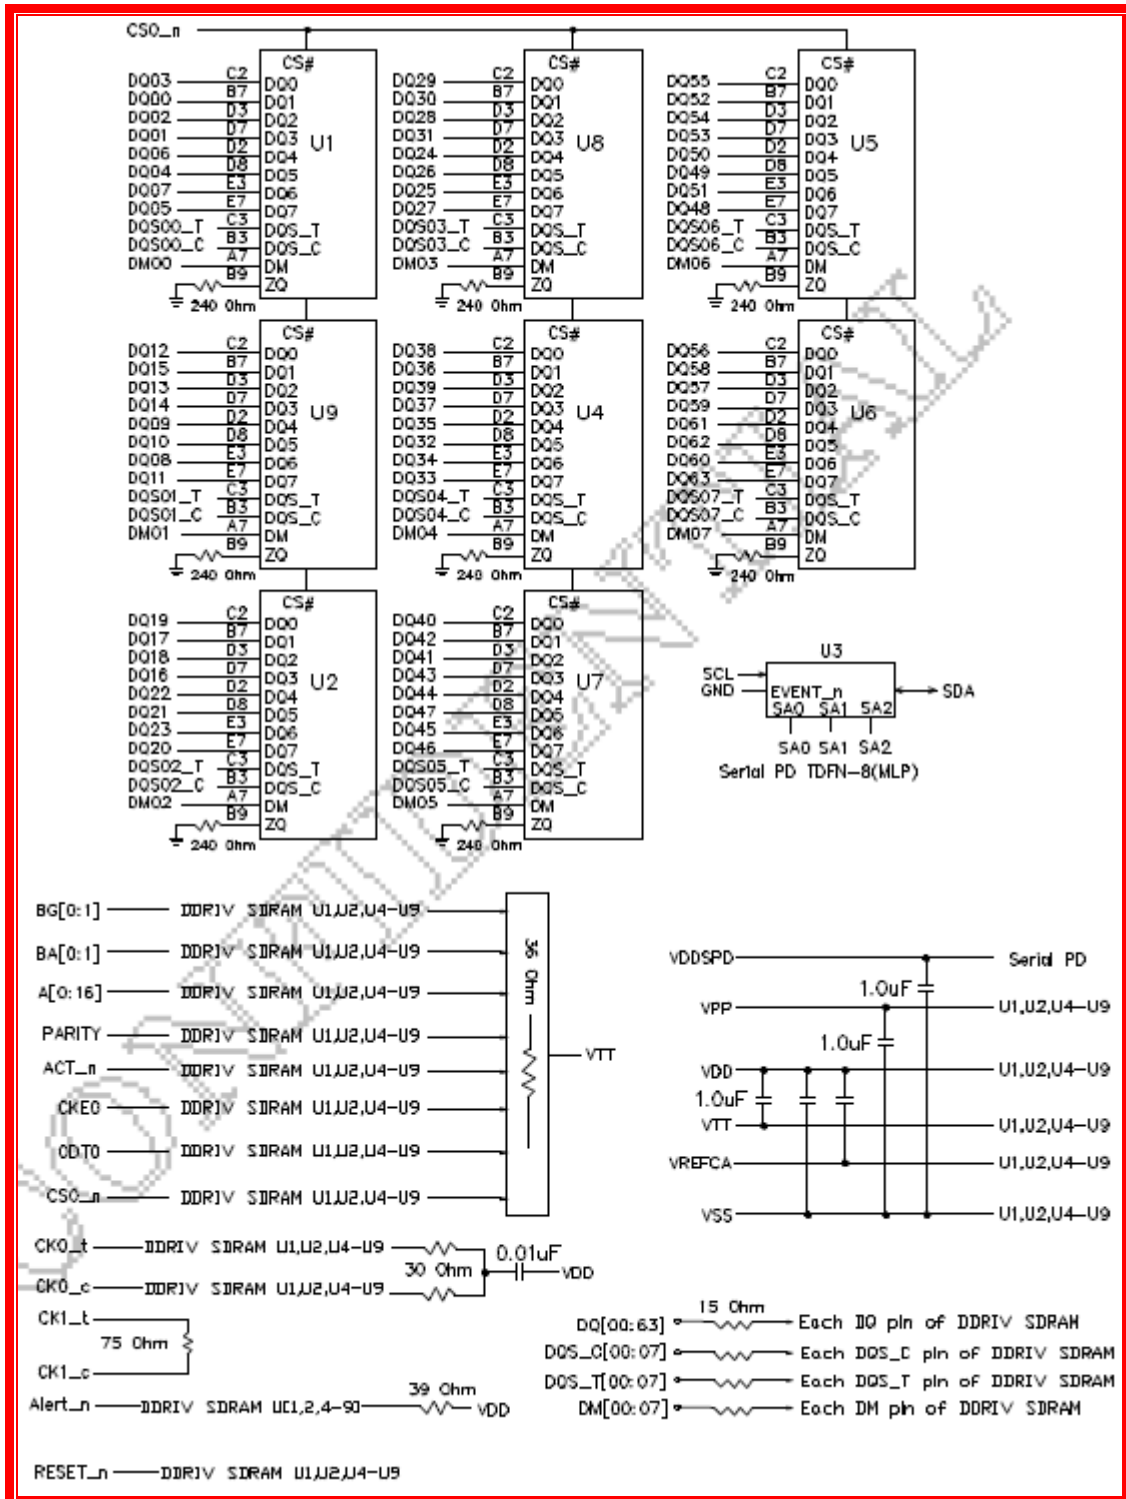 CS0_n
CS#
DQ03 C2 DQ0
DQ00 B7 DQ1
DQ02 D3 DQ2
DQ01 D7 DQ3 U1
DQ06 D2 DQ4
DQ04 D8 DQ5
DQ07 E3 DQ6
DQ05 E7 DQ7
DQS00_T C3 DQS_T
DQS00_C B3 DQS_C
DM00 A7 DM
B9 ZQ
240 Ohm
CS#
DQ29 C2 DQ0
DQ30 B7 DQ1
DQ28 D3 DQ2
DQ31 D7 DQ3 U8
DQ24 D2 DQ4
DQ26 D8 DQ5
DQ25 E3 DQ6
DQ27 E7 DQ7
DQS03_T C3 DQS_T
DQS03_C B3 DQS_C
DM03 A7 DM
B9 ZQ
240 Ohm
CS#
DQ55 C2 DQ0
DQ52 B7 DQ1
DQ54 D3 DQ2
DQ53 D7 DQ3 U5
DQ50 D2 DQ4
DQ49 D8 DQ5
DQ51 E3 DQ6
DQ48 E7 DQ7
DQS06_T C3 DQS_T
DQS06_C B3 DQS_C
DM06 A7 DM
B9 ZQ
240 Ohm
CS#
DQ12 C2 DQ0
DQ15 B7 DQ1
DQ13 D3 DQ2
DQ14 D7 DQ3 U9
DQ09 D2 DQ4
DQ10 D8 DQ5
DQ08 E3 DQ6
DQ11 E7 DQ7
DQS01_T C3 DQS_T
DQS01_C B3 DQS_C
DM01 A7 DM
B9 ZQ
240 Ohm
CS#
DQ38 C2 DQ0
DQ36 B7 DQ1
DQ39 D3 DQ2
DQ37 D7 DQ3 U4
DQ35 D2 DQ4
DQ32 D8 DQ5
DQ34 E3 DQ6
DQ33 E7 DQ7
DQS04_T C3 DQS_T
DQS04_C B3 DQS_C
DM04 A7 DM
B9 ZQ
240 Ohm
CS#
DQ56 C2 DQ0
DQ58 B7 DQ1
DQ57 D3 DQ2
DQ59 D7 DQ3 U6
DQ61 D2 DQ4
DQ62 D8 DQ5
DQ60 E3 DQ6
DQ63 E7 DQ7
DQS07_T C3 DQS_T
DQS07_C B3 DQS_C
DM07 A7 DM
B9 ZQ
240 Ohm
CS#
DQ19 C2 DQ0
DQ17 B7 DQ1
DQ18 D3 DQ2
DQ16 D7 DQ3 U2
DQ22 D2 DQ4
DQ21 D8 DQ5
DQ23 E3 DQ6
DQ20 E7 DQ7
DQS02_T C3 DQS_T
DQS02_C B3 DQS_C
DM02 A7 DM
B9 ZQ
240 Ohm
CS#
DQ40 C2 DQ0
DQ42 B7 DQ1
DQ41 D3 DQ2
DQ43 D7 DQ3 U7
DQ44 D2 DQ4
DQ47 D8 DQ5
DQ45 E3 DQ6
DQ46 E7 DQ7
DQS05_T C3 DQS_T
DQS05_C B3 DQS_C
DM05 A7 DM
B9 ZQ
240 Ohm
U3
SCL
GND EVENT_n SDA
SA0 SA1 SA2
SA0 SA1 SA2
Serial PD TDFN-8(MLP)
BG[0:1] DDRIV SDRAM U1,U2,U4-U9
BA[0:1] DDRIV SDRAM U1,U2,U4-U9
A[0:16] DDRIV SDRAM U1,U2,U4-U9
PARITY DDRIV SDRAM U1,U2,U4-U9
ACT_n DDRIV SDRAM U1,U2,U4-U9
CKE0 DDRIV SDRAM U1,U2,U4-U9
ODT0 DDRIV SDRAM U1,U2,U4-U9
CS0_n DDRIV SDRAM U1,U2,U4-U9
36 Ohm
VTT
VDDSPD Serial PD
1.0uF
VPP U1,U2,U4-U9
1.0uF
VDD U1,U2,U4-U9
1.0uF
VTT U1,U2,U4-U9
VREFCA U1,U2,U4-U9
VSS U1,U2,U4-U9
CK0_t DDRIV SDRAM U1,U2,U4-U9
30 Ohm 0.01uF VDD
CK0_c DDRIV SDRAM U1,U2,U4-U9
CK1_t
75 Ohm
CK1_c
Alert_n DDRIV SDRAM U[1,2,4-9] 39 Ohm VDD
RESET_n DDRIV SDRAM U1,U2,U4-U9
15 Ohm
DQ[00:63] Each DQ pin of DDRIV SDRAM
DQS_C[00:07] Each DQS_C pin of DDRIV SDRAM
DQS_T[00:07] Each DQS_T pin of DDRIV SDRAM
DM[00:07] Each DM pin of DDRIV SDRAM
CONFIDENTIAL